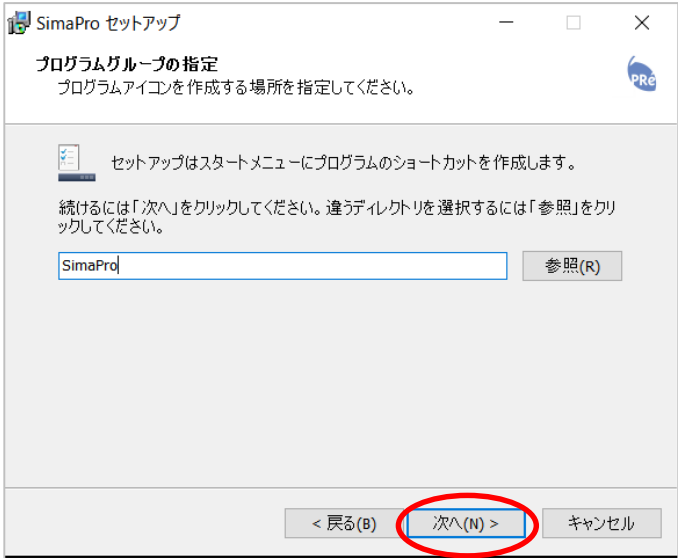 SimaPro セットアップ
プログラムグループの指定
プログラムアイコンを作成する場所を指定してください。
PRé
セットアップはスタートメニューにプログラムのショートカットを作成します。
続けるには「次へ」をクリックしてください。違うディレクトリを選択するには「参照」をクリ
ックしてください。
SimaPro
参照(R)
< 戻る(B)
次へ(N) >
キャンセル